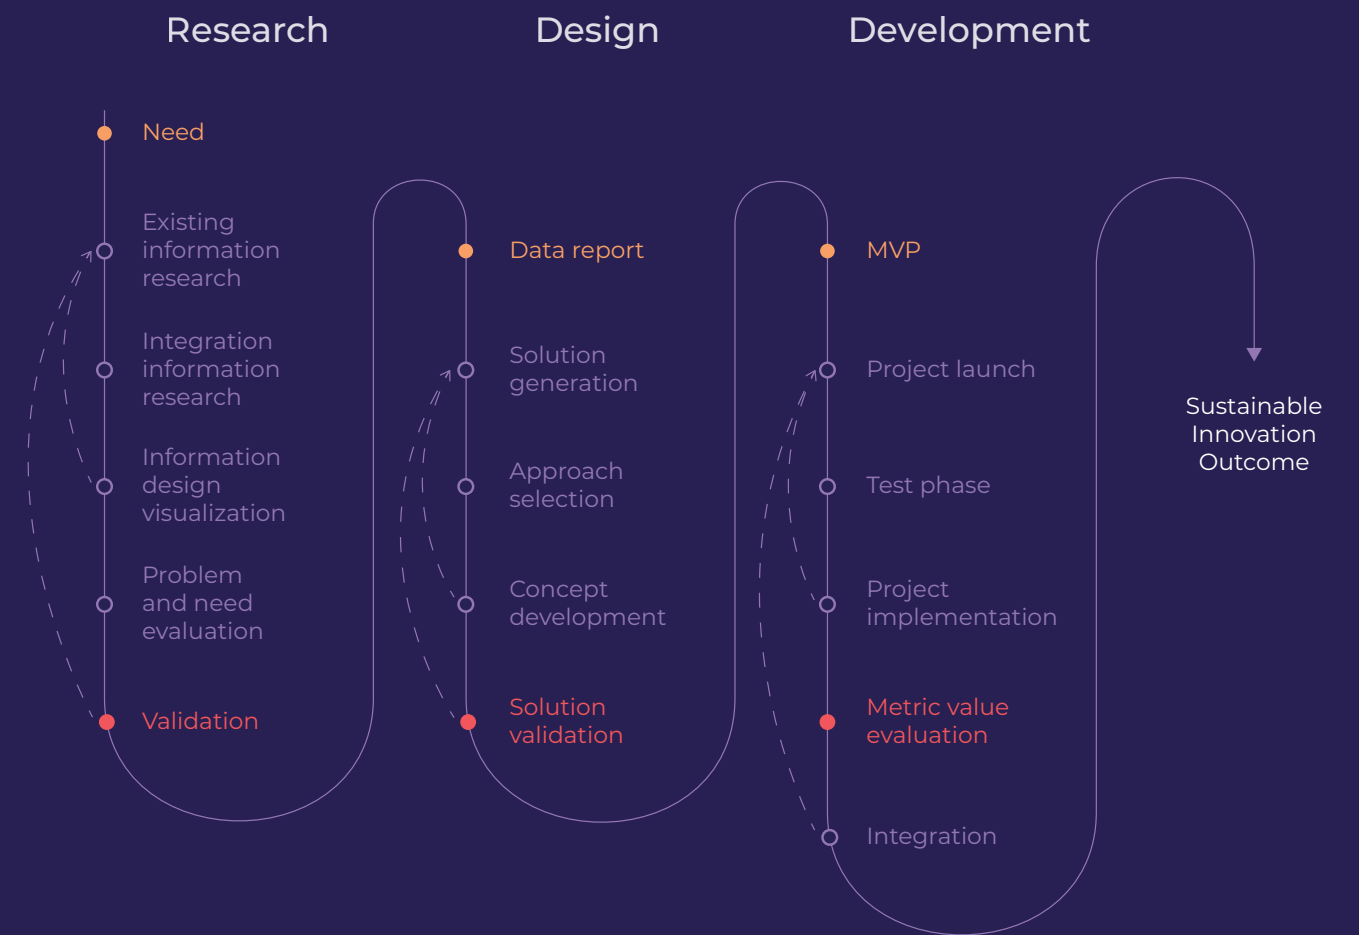 Research
Design
Development
Need
Existing
information
research
Integration
information
research
Information
design
visualization
Problem
and need
evaluation
Validation
Data report
Solution
generation
Approach
selection
Concept
development
Solution
validation
MVP
Project launch
Test phase
Project
implementation
Metric value
evaluation
Integration
Sustainable
Innovation
Outcome